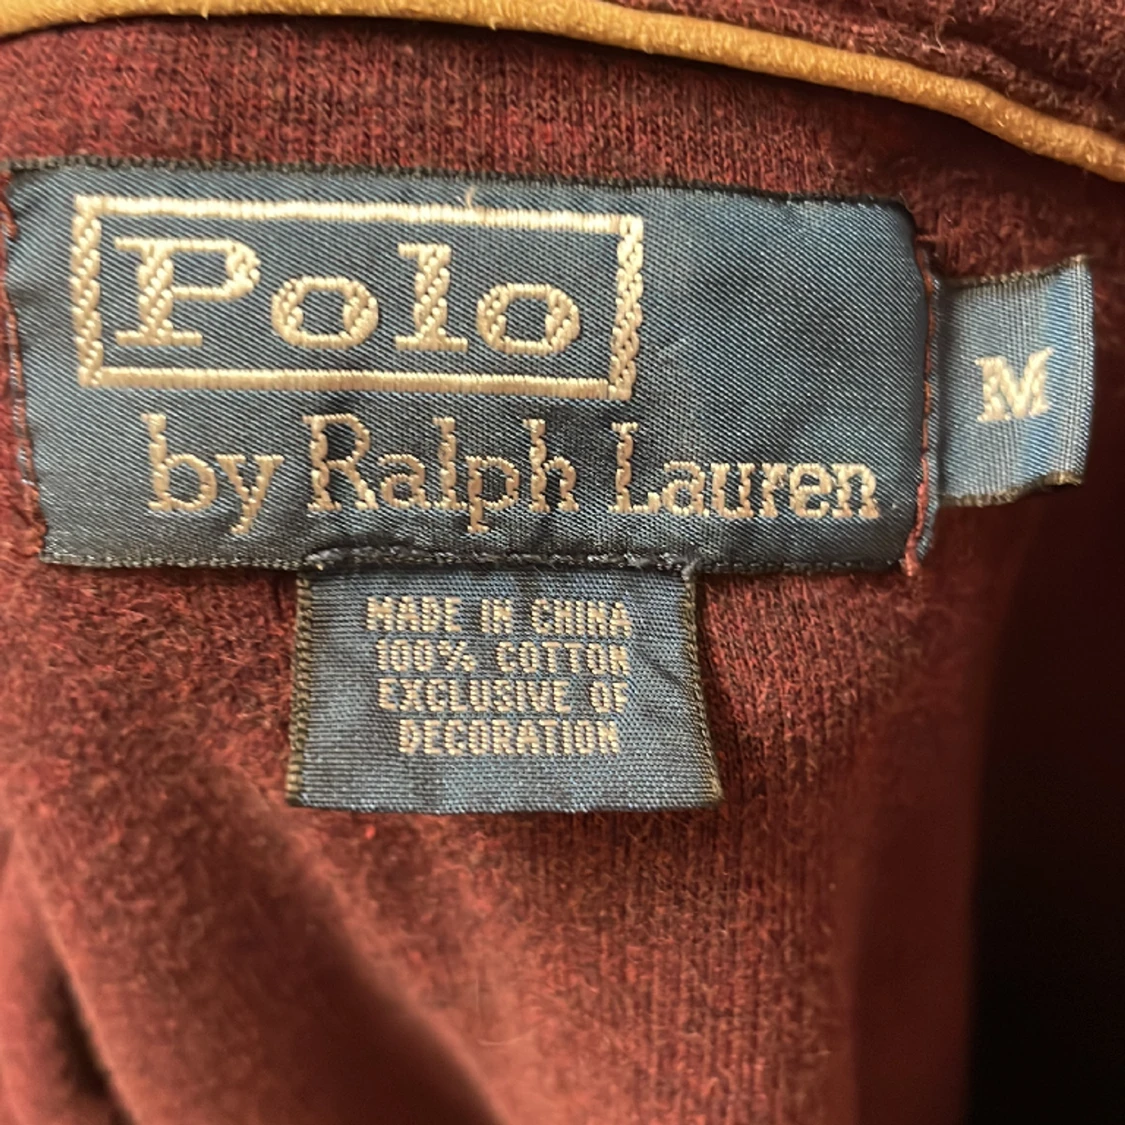 Polo
by Ralph Lauren
M
MADE IN CHINA
100% COTTON
EXCLUSIVE OF
DECORATION